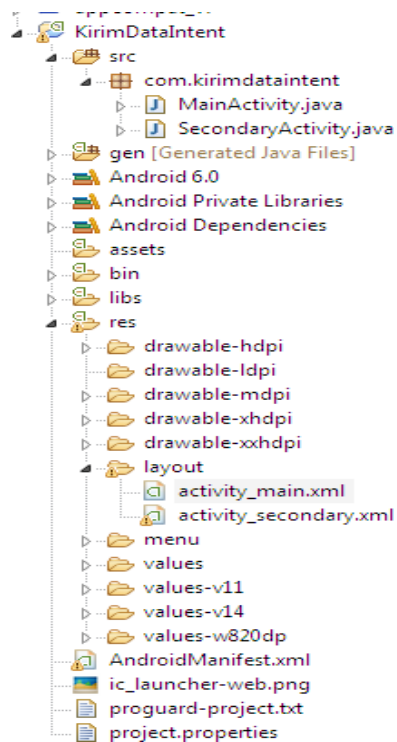 KirimDataIntent
src
com.kirimdataintent
MainActivity.java
SecondaryActivity.java
gen [Generated Java Files]
Android 6.0
Android Private Libraries
Android Dependencies
assets
bin
libs
res
drawable-hdpi
drawable-ldpi
drawable-mdpi
drawable-xhdpi
drawable-xxhdpi
layout
activity_main.xml
activity_secondary.xml
menu
values
values-v11
values-v14
values-w820dp
AndroidManifest.xml
ic_launcher-web.png
proguard-project.txt
project.properties